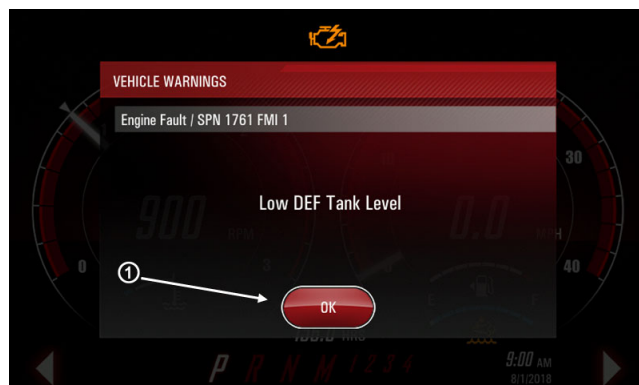 VEHICLE WARNINGS
Engine Fault / SPN 1761 FMI 1
30
Low DEF Tank Level
900 RPM
0.0 MPH
0
3
40
1
OK
P R N M 1 2 3 4
9:00 AM
8/1/2018